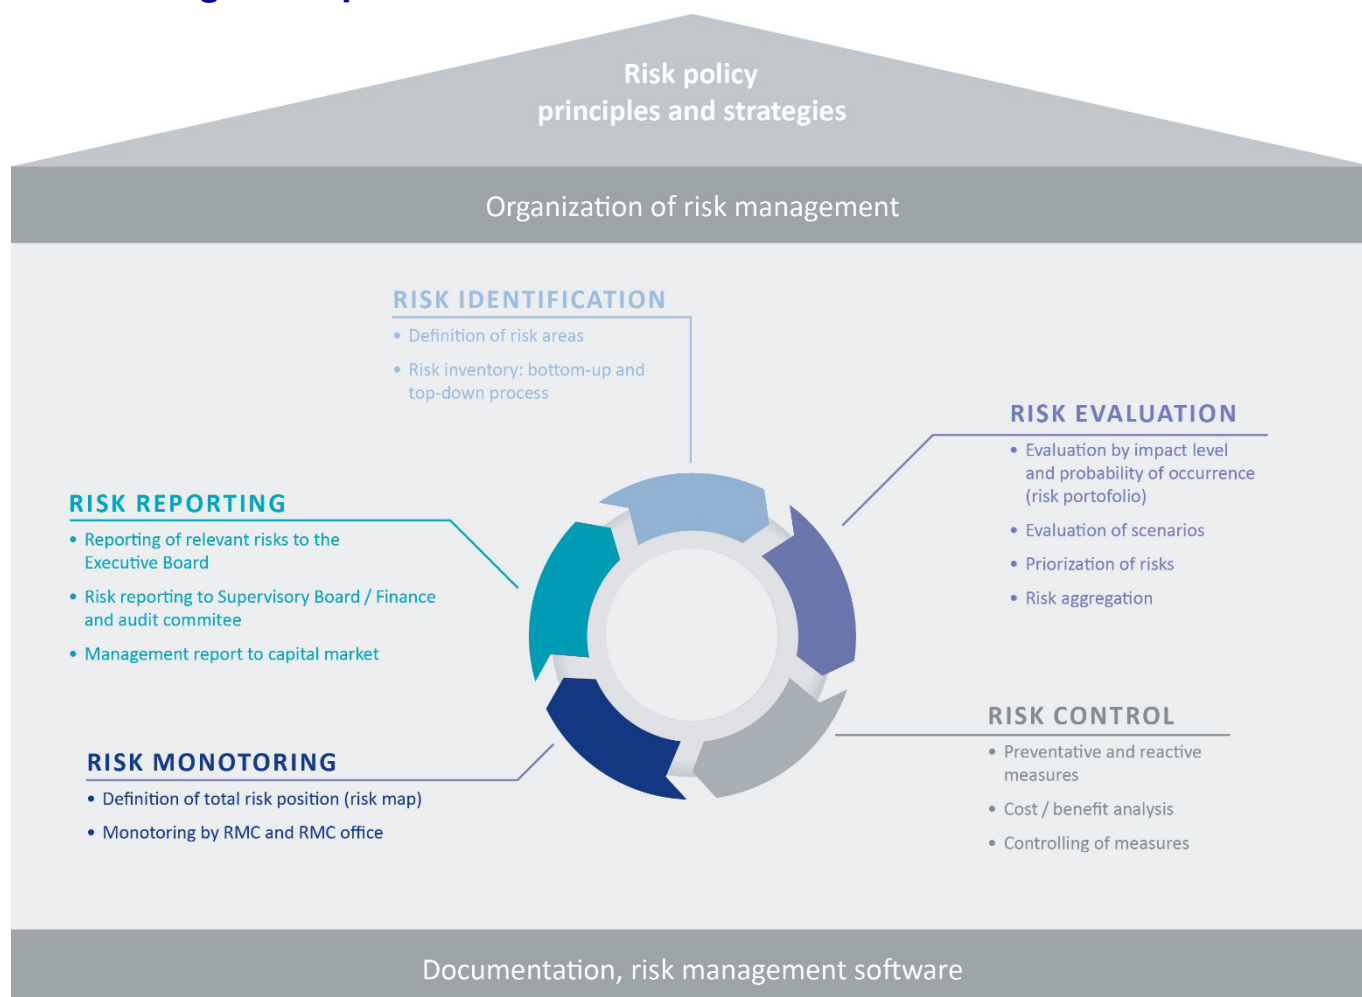 Risk policy
principles and strategies
Organization of risk management
RISK IDENTIFICATION
• Definition of risk areas
• Risk inventory: bottom-up and
top-down process
RISK EVALUATION
• Evaluation by impact level
and probability of occurrence
(risk portofolio)
• Evaluation of scenarios
• Priorization of risks
• Risk aggregation
RISK REPORTING
• Reporting of relevant risks to the
Executive Board
• Risk reporting to Supervisory Board / Finance
and audit commitee
• Management report to capital market
RISK CONTROL
• Preventative and reactive
measures
• Cost / benefit analysis
• Controlling of measures
RISK MONOTORING
• Definition of total risk position (risk map)
• Monotoring by RMC and RMC office
Documentation, risk management software